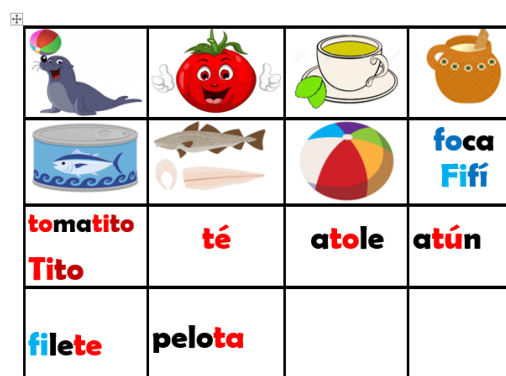 foca
Fifí
tomatito
Tito
té
atole
atún
filete
pelota